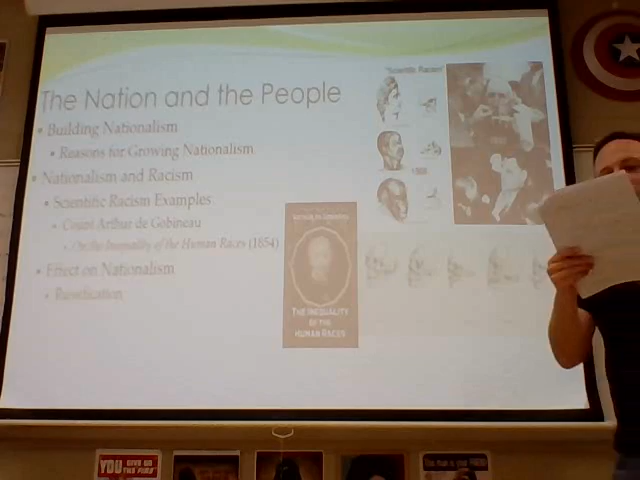 The Nation and the People
• Building Nationalism
• Reasons for Growing Nationalism
• Nationalism and Racism
• Scientific Racism Examples
• Count Arthur de Gobineau
• On the Inequality of the Human Races (1854)
• Effect on Nationalism
• Russification
"Scientific Racism"
THE INEQUALITY
OF THE
HUMAN RACES
YOU